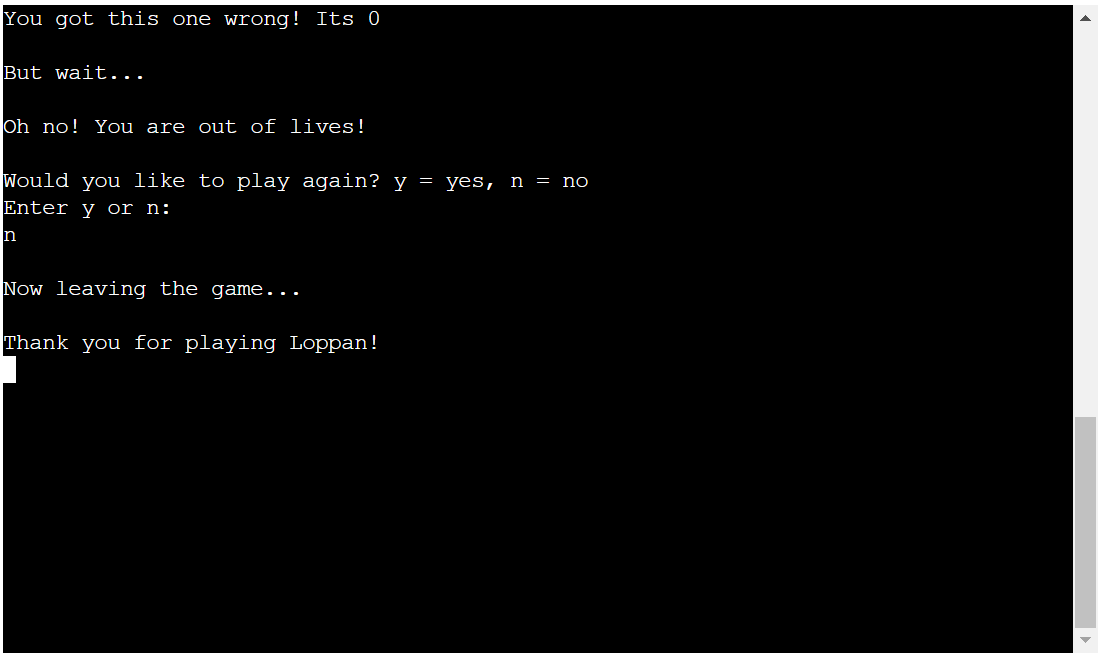 You got this one wrong! Its 0
But wait...
Oh no! You are out of lives!
Would you like to play again? y = yes, n = no
Enter y or n:
n
Now leaving the game...
Thank you for playing Loppan!